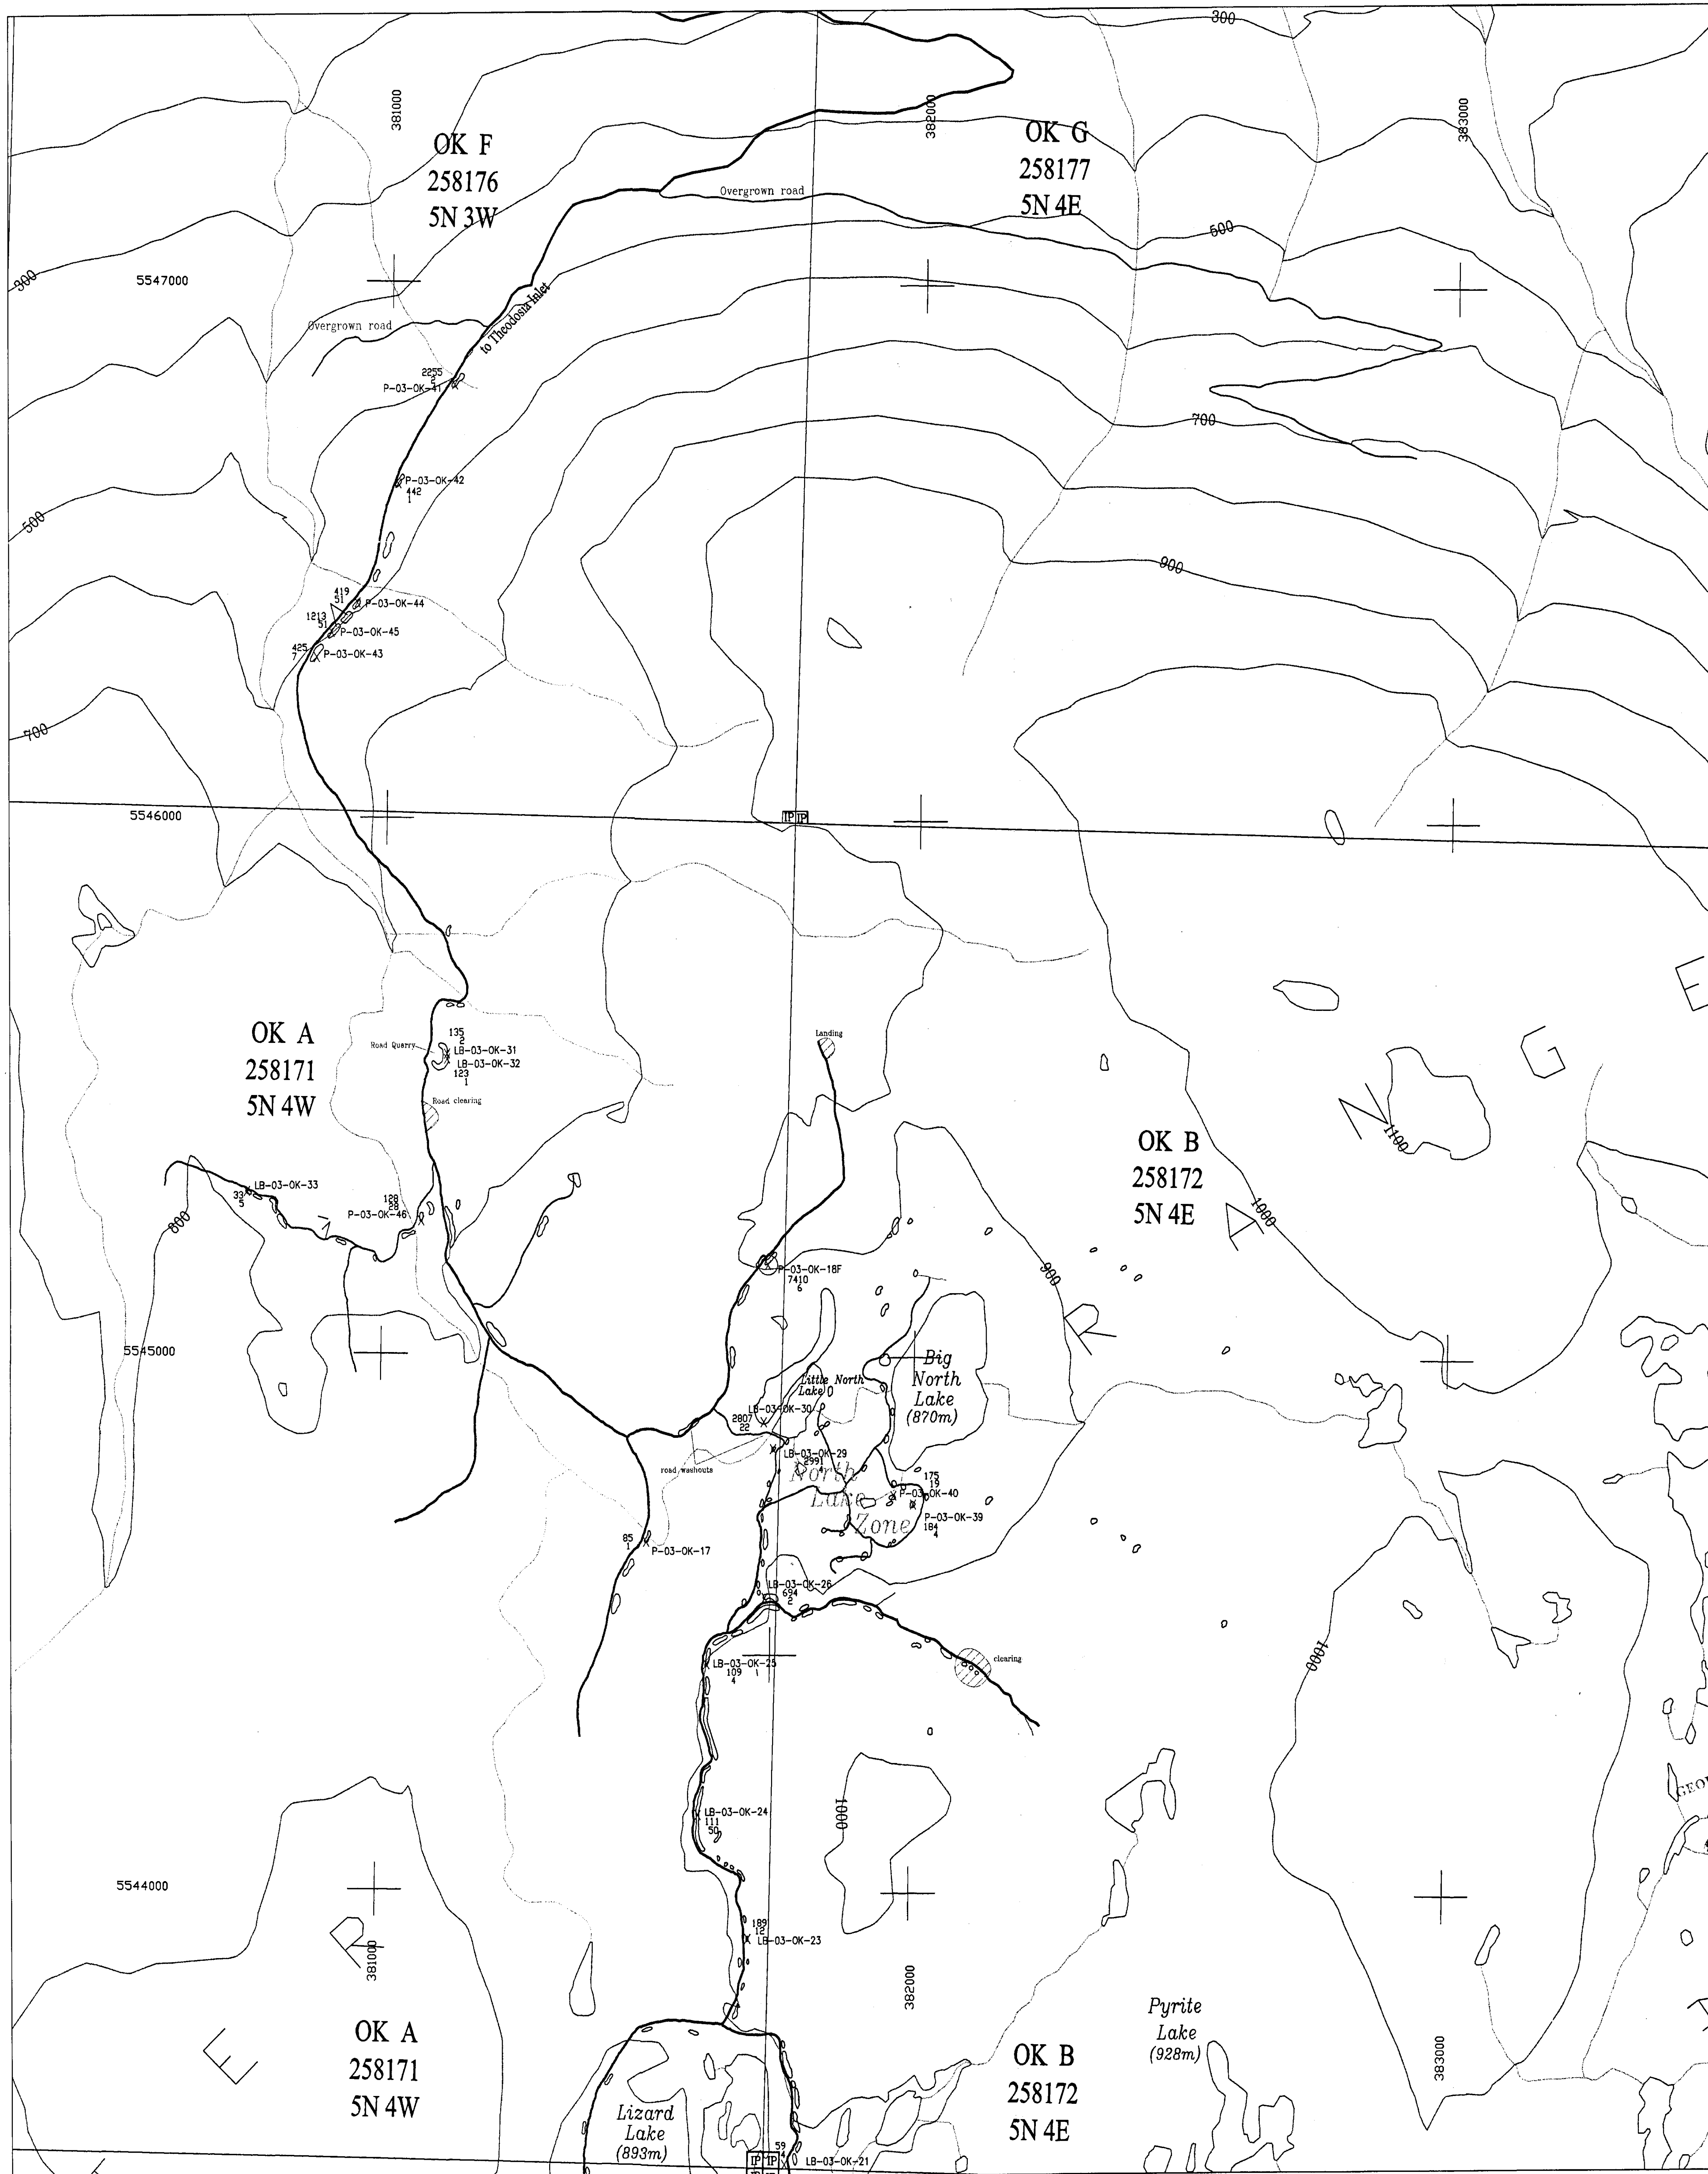 300
381000
OK F
258176
5N 3W
382000
OK G
258177
5N 4E
383000
Overgrown road
500
300
5547000
to Theodosia Inlet
Overgrown road
2255
2
P-03-OK-41
700
P-03-OK-42
442
1
500
900
419
51
P-03-OK-44
1213
51
P-03-OK-45
425
7
P-03-OK-43
700
5546000
IP IP
E
G
N
A
R
OK A
258171
5N 4W
Road Quarry
135
2
LB-03-OK-31
LB-03-OK-32
123
1
Road clearing
Landing
1100
OK B
258172
5N 4E
1000
LB-03-OK-33
33
5
128
28
P-03-OK-46
800
P-03-OK-18F
7410
6
900
5545000
Big
North
Lake
(870m)
Little North
Lake
LB-03-OK-30
2807
22
LB-03-OK-29
2991
4
road washouts
North
Lake
Zone
175
19
P-03-OK-40
P-03-OK-39
184
4
85
1
P-03-OK-17
LB-03-OK-26
694
2
LB-03-OK-25
109
4
1
clearing
1000
LB-03-OK-24
111
50
1000
GEO
5544000
189
12
LB-03-OK-23
R
381000
382000
E
OK A
258171
5N 4W
Pyrite
Lake
(928m)
OK B
258172
5N 4E
383000
Lizard
Lake
(893m)
59
4
IP IP
LB-03-OK-21